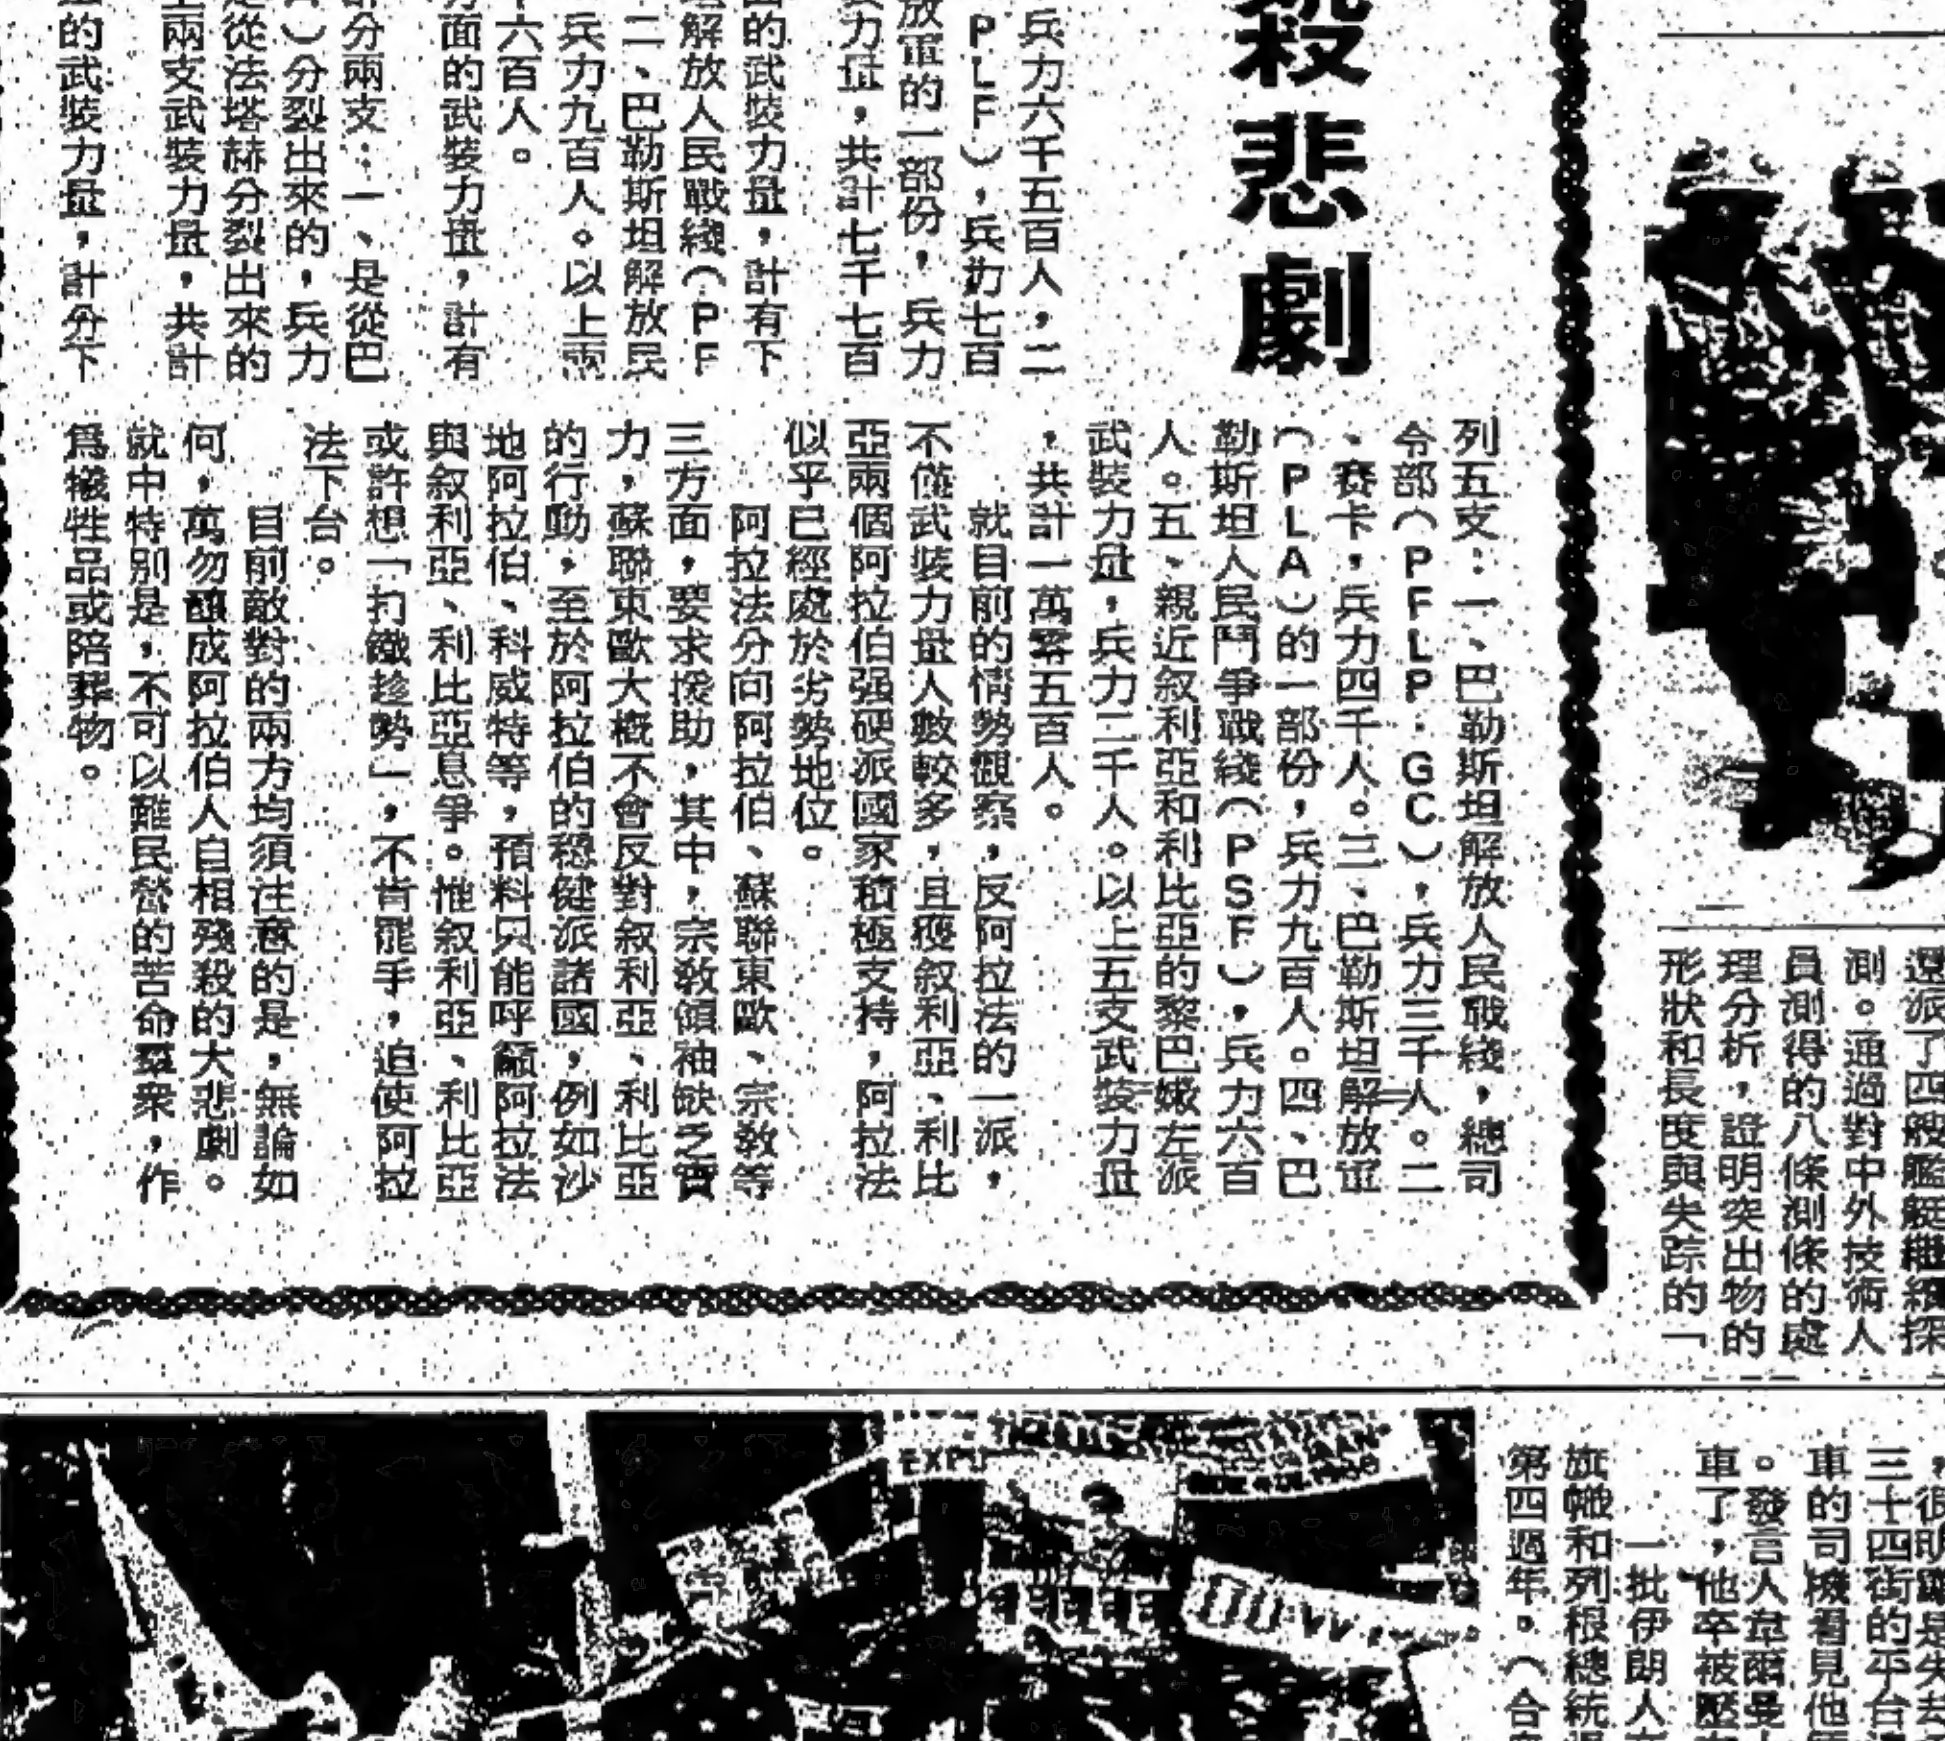 殺悲劇
兵力六千五百人，二
PLF），兵力七百
放軍的一部份，兵力
力量，共計七千七百
的武裝力量，計有下
解放人民戰綫（PF
二、巴勒斯坦解放民
兵力九百人。以上兩
六百人。
面的武裝力量，計有
分兩支：一、是從巴
）分裂出來的，兵力
從法塔赫分裂出來的
兩支武裝力量，共計
的武裝力量，計分下
列五支：一、巴勒斯坦解放人民戰綫，總司
令部（PFLP·GC），兵力三千人。二
、賽卡，兵力四千人。三、巴勒斯坦解放軍
（PLA）的一部份，兵力九百人。四、巴
勒斯坦人民鬥爭戰綫（PSF），兵力六百
人。五、親近叙利亞和利比亞的黎巴嫩左派
武裝力量，兵力二千人。以上五支武裝力量
，共計一萬零五百人。
就目前的情勢觀察，反阿拉法的一派，
不僅武裝力量人數較多，且獲叙利亞、利比
亞兩個阿拉伯强硬派國家積極支持，阿拉法
似乎已經處於劣勢地位。
阿拉法分向阿拉伯、蘇聯東歐、宗敎等
三方面，要求援助，其中，宗敎領袖缺乏實
力，蘇聯東歐大概不會反對叙利亞、利比亞
的行動，至於阿拉伯的穩健派諸國，例如沙
地阿拉伯、科威特等，預料只能呼籲阿拉法
與叙利亞、利比亞息爭。惟叙利亞、利比亞
或許想「打鐵趁勢」，不肯罷手，迫使阿拉
法下台。
目前敵對的兩方均須注意的是，無論如
何，萬勿釀成阿拉伯人自相殘殺的大悲劇。
就中特別是，不可以難民營的苦命羣衆，作
爲犧牲品或陪葬物。
還派了四艘艦艇繼續探
測。通過對中外技術人
員測得的八條測條的處
理分析，證明突出物的
形狀和長度與失踪的「
三十四街的平台
車的司機看見他
。發言人韋爾曼
車了，他卒被壓
一批伊朗人
旗幟和列根總統
第四週年。（合
EXPO